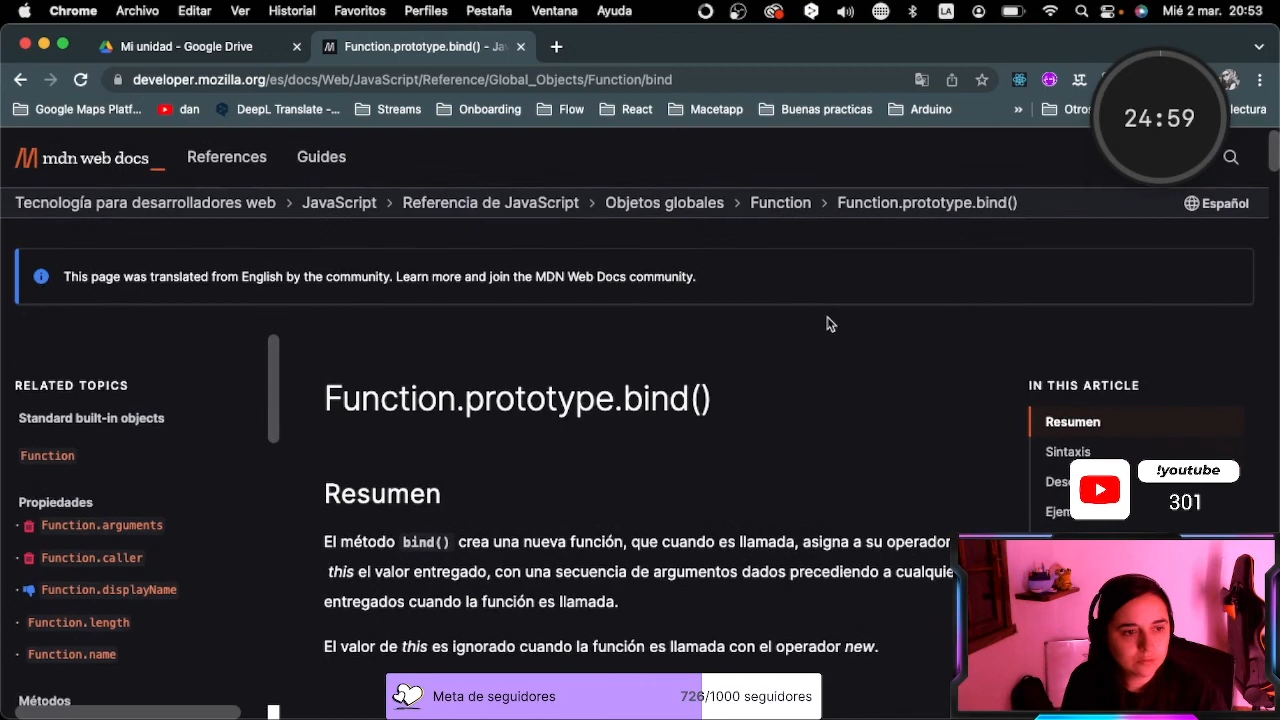 Chrome Archivo Editar Ver Historial Favoritos Perfiles Pestaña Ventana Ayuda LA Mié 2 mar. 20:53
Mi unidad - Google Drive Function.prototype.bind() - Ja
developer.mozilla.org/es/docs/Web/JavaScript/Reference/Global_Objects/Function/bind
Google Maps Platf... dan DeepL Translate -... Streams Onboarding Flow React Macetapp Buenas practicas Arduino » Otros lectura
24:59
mdn web docs_ References Guides
Tecnología para desarrolladores web > JavaScript > Referencia de JavaScript > Objetos globales > Function > Function.prototype.bind() Español
This page was translated from English by the community. Learn more and join the MDN Web Docs community.
RELATED TOPICS
Standard built-in objects
Function
Propiedades
Function.arguments
Function.caller
Function.displayName
Function.length
Function.name
Métodos
Function.prototype.bind()
Resumen
El método bind() crea una nueva función, que cuando es llamada, asigna a su operador
this el valor entregado, con una secuencia de argumentos dados precediendo a cualquie
entregados cuando la función es llamada.
El valor de this es ignorado cuando la función es llamada con el operador new.
IN THIS ARTICLE
Resumen
Sintaxis
Desc
Ejem
!youtube
301
Meta de seguidores 726/1000 seguidores